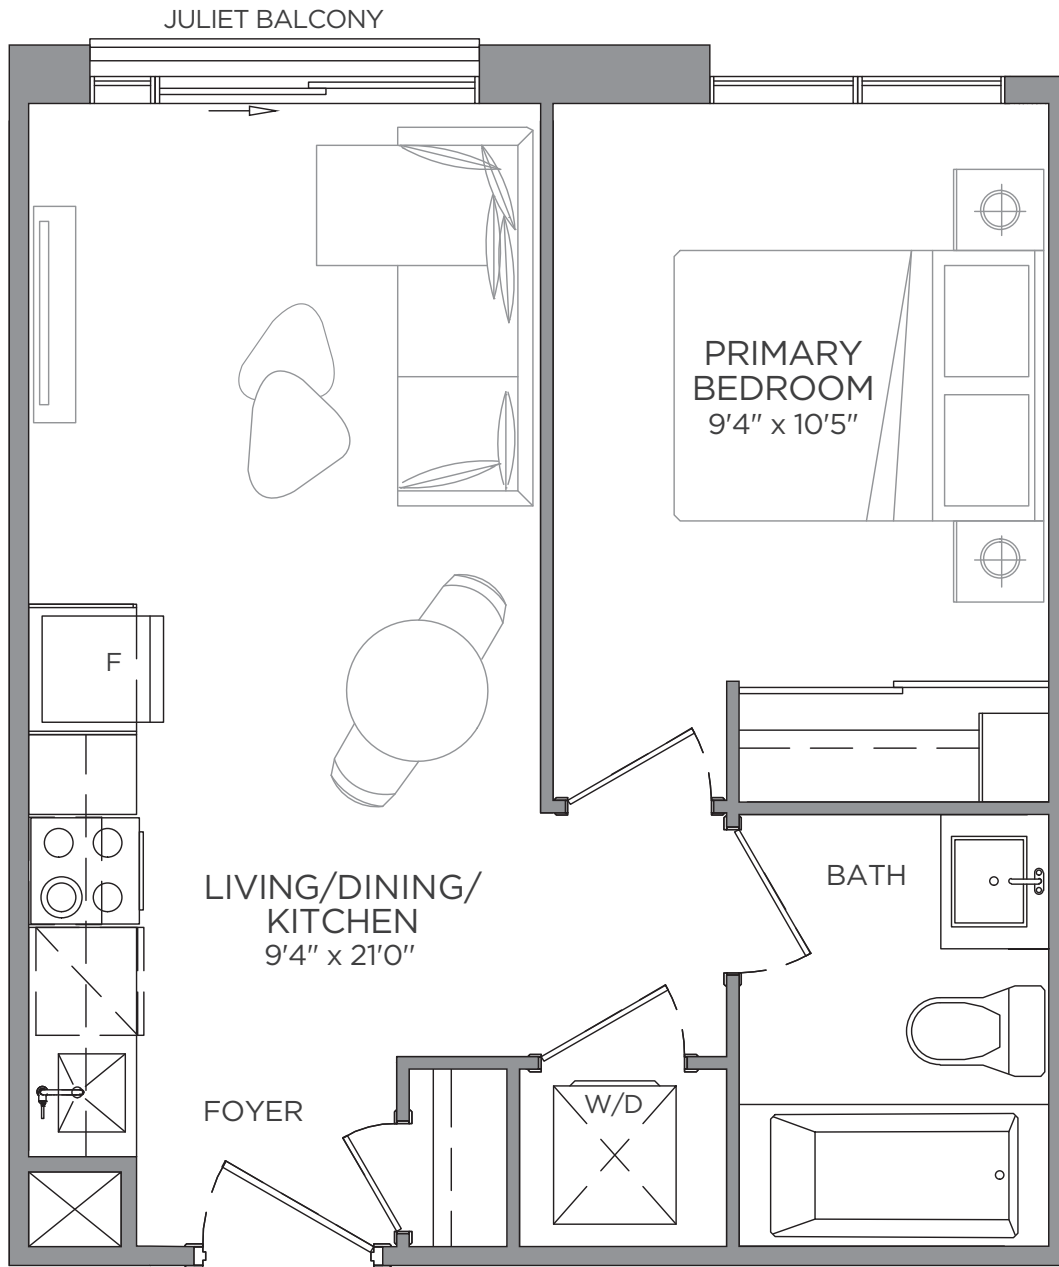 JULIET BALCONY
PRIMARY
BEDROOM
9'4" x 10'5"
F
LIVING/DINING/
KITCHEN
9'4" x 21'0"
BATH
FOYER
W/D